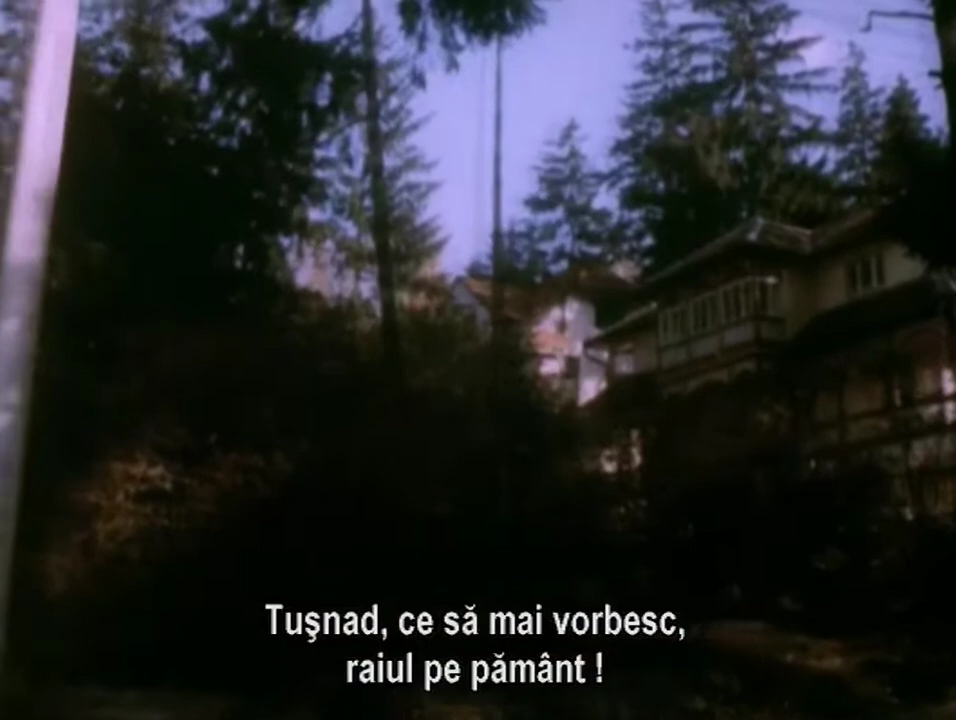 Tuşnad, ce să mai vorbesc,
raiul pe pământ !